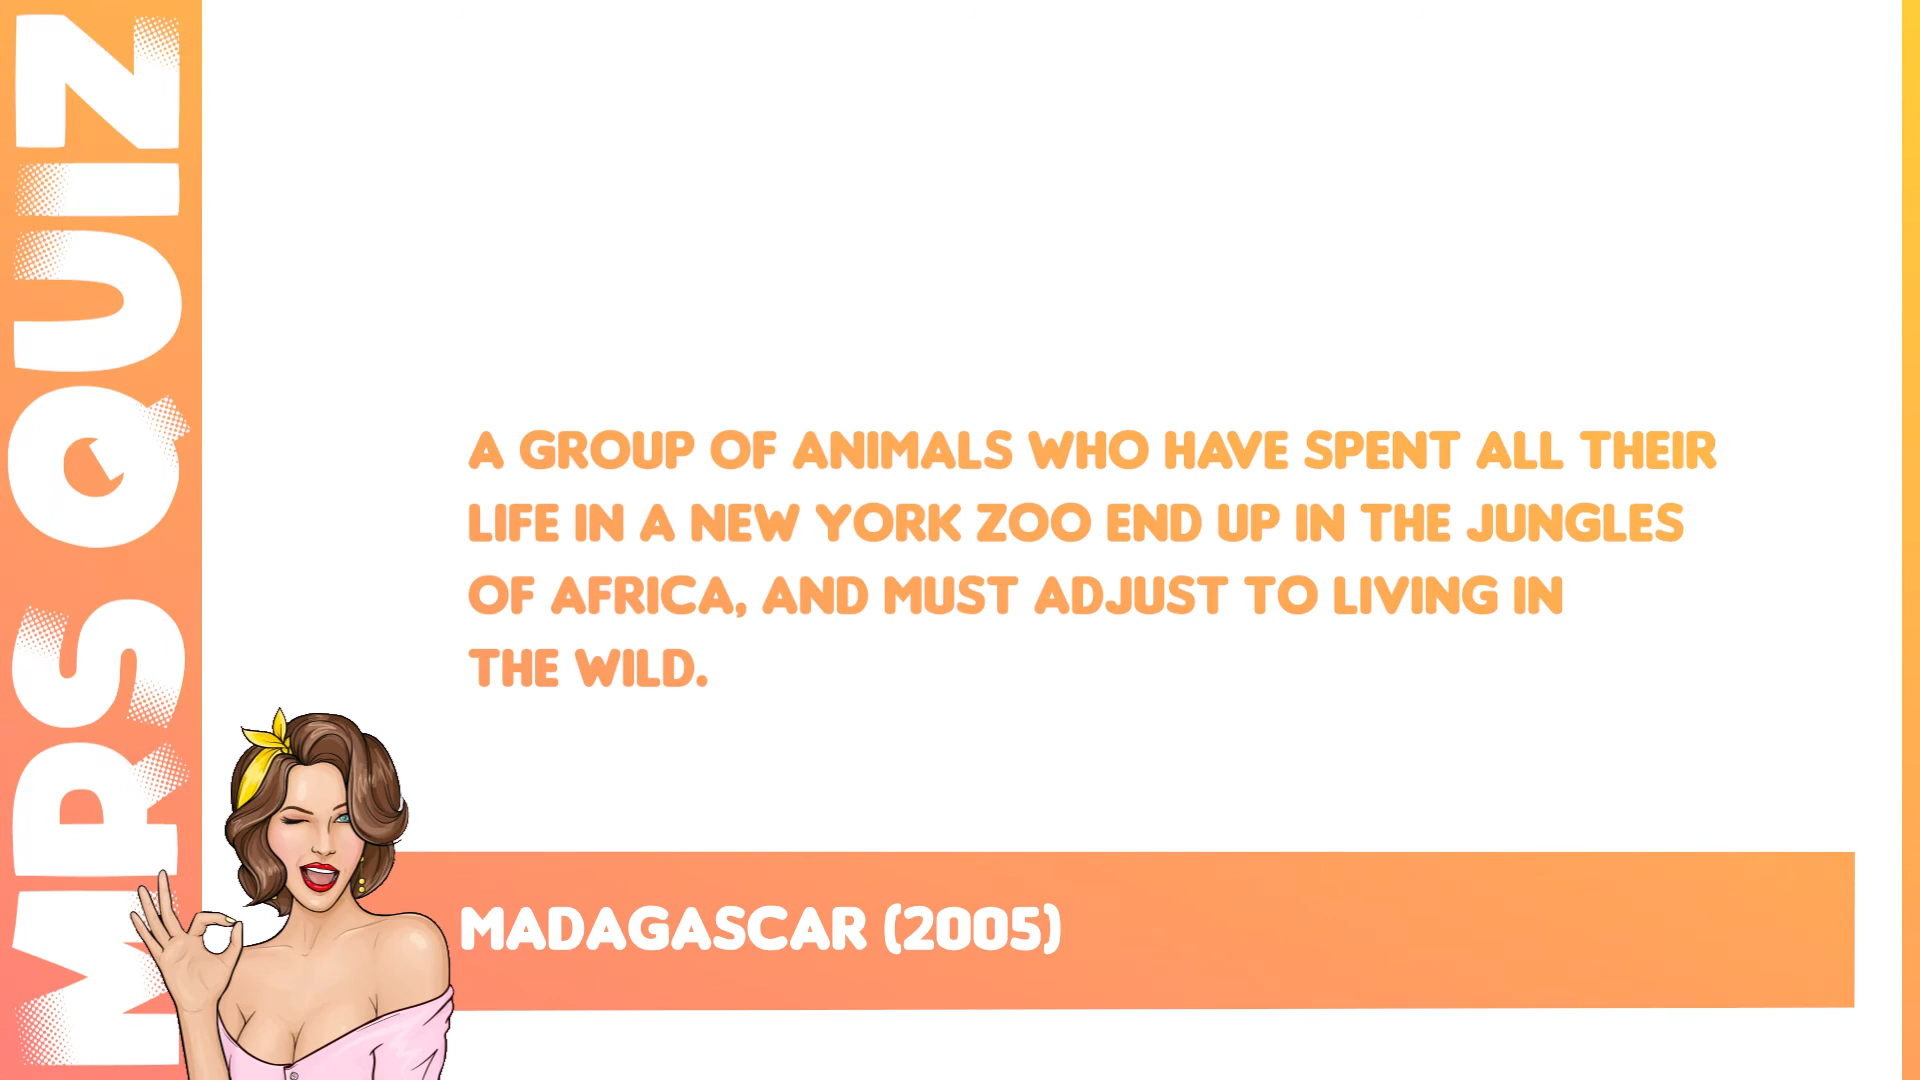 MRS QUIZ
A GROUP OF ANIMALS WHO HAVE SPENT ALL THEIR
LIFE IN A NEW YORK ZOO END UP IN THE JUNGLES
OF AFRICA, AND MUST ADJUST TO LIVING IN
THE WILD.
MADAGASCAR (2005)